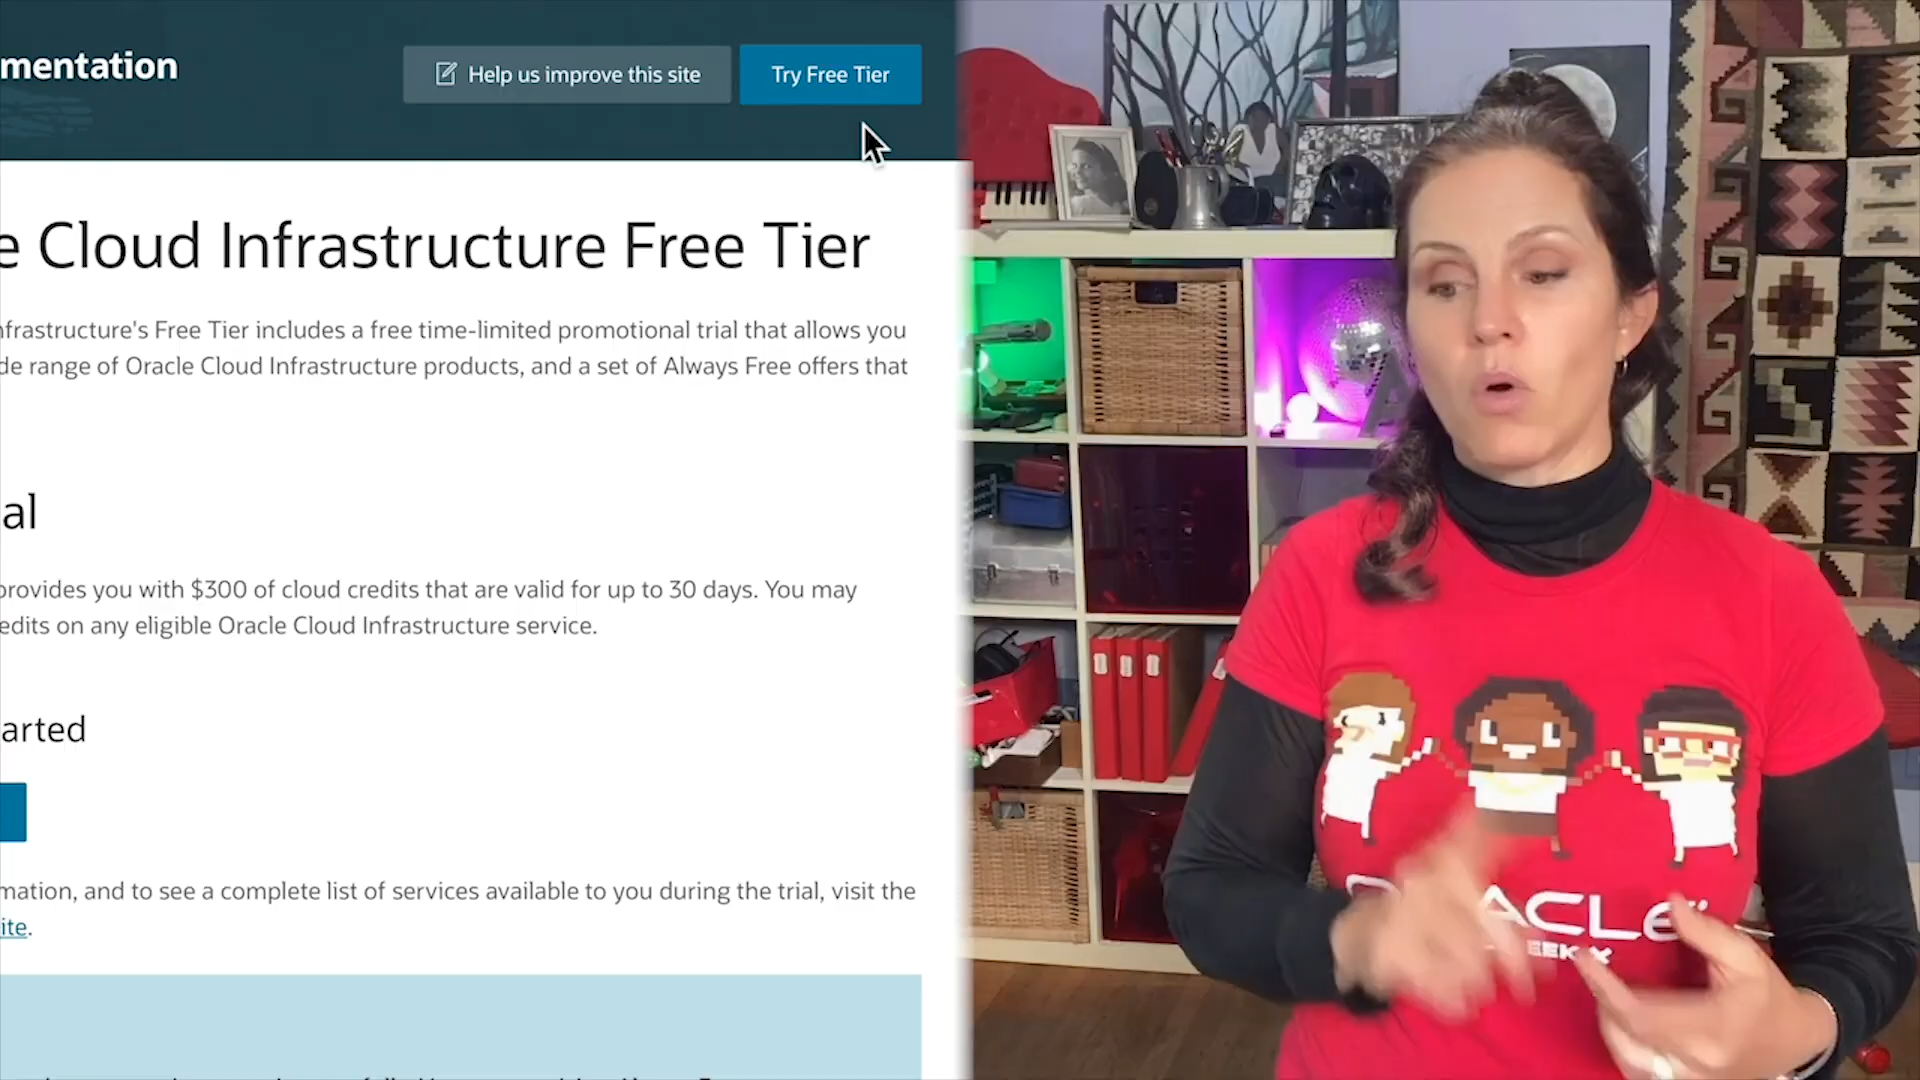 mentation
Help us improve this site
Try Free Tier
e Cloud Infrastructure Free Tier
nfrastructure's Free Tier includes a free time-limited promotional trial that allows you
de range of Oracle Cloud Infrastructure products, and a set of Always Free offers that
al
provides you with $300 of cloud credits that are valid for up to 30 days. You may
edits on any eligible Oracle Cloud Infrastructure service.
arted
mation, and to see a complete list of services available to you during the trial, visit the
ite.
ACLE
EEK